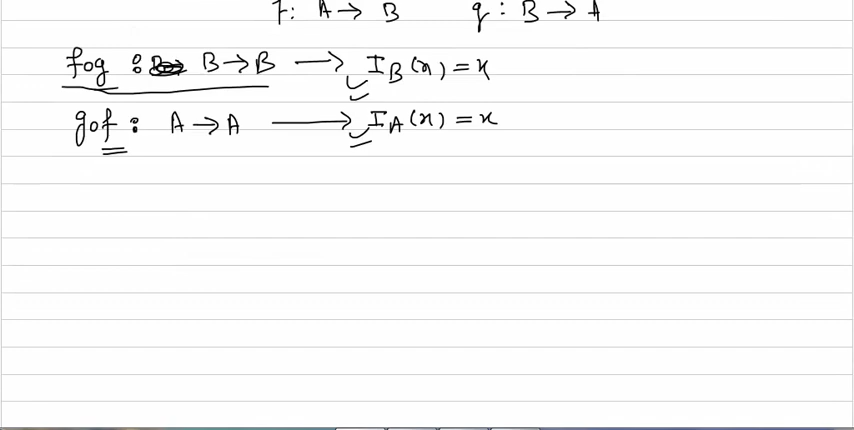 f: A → B g : B → A
fog : B → B → I_B(x) = x
gof : A → A → I_A(x) = x